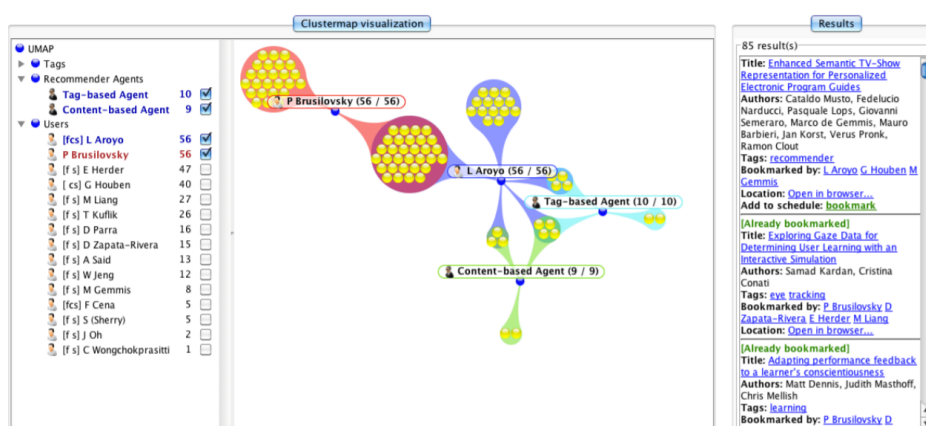 Clustermap visualization
Results
UMAP
Tags
Recommender Agents
Tag-based Agent 10
Content-based Agent 9
Users
[fcs] L Aroyo 56
P Brusilovsky 56
[f s] E Herder 47
[ cs] G Houben 40
[f s] M Liang 27
[f s] T Kuflik 26
[f s] D Parra 16
[f s] D Zapata-Rivera 15
[f s] A Said 13
[f s] W Jeng 12
[f s] M Gemmis 8
[fcs] F Cena 5
[f s] S (Sherry) 5
[f s] J Oh 2
[f s] C Wongchokprasitti 1
P Brusilovsky (56 / 56)
L Aroyo (56 / 56)
Tag-based Agent (10 / 10)
Content-based Agent (9 / 9)
85 result(s)
Title: Enhanced Semantic TV-Show
Representation for Personalized
Electronic Program Guides
Authors: Cataldo Musto, Fedelucio
Narducci, Pasquale Lops, Giovanni
Semeraro, Marco de Gemmis, Mauro
Barbieri, Jan Korst, Verus Pronk,
Ramon Clout
Tags: recommender
Bookmarked by: L Aroyo G Houben M
Gemmis
Location: Open in browser...
Add to schedule: bookmark
[Already bookmarked]
Title: Exploring Gaze Data for
Determining User Learning with an
Interactive Simulation
Authors: Samad Kardan, Cristina
Conati
Tags: eye tracking
Bookmarked by: P Brusilovsky D
Zapata-Rivera E Herder M Liang
Location: Open in browser...
[Already bookmarked]
Title: Adapting performance feedback
to a learner's conscientiousness
Authors: Matt Dennis, Judith Masthoff,
Chris Mellish
Tags: learning
Bookmarked by: P Brusilovsky D